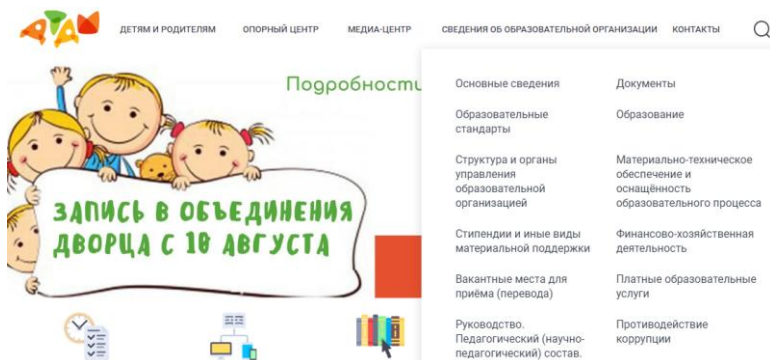 ДЕТЯМ И РОДИТЕЛЯМ ОПОРНЫЙ ЦЕНТР МЕДИА-ЦЕНТР СВЕДЕНИЯ ОБ ОБРАЗОВАТЕЛЬНОЙ ОРГАНИЗАЦИИ КОНТАКТЫ
Подробности
ЗАПИСЬ В ОБЪЕДИНЕНИЯ
ДВОРЦА С 10 АВГУСТА
Основные сведения
Образовательные
стандарты
Структура и органы
управления
образовательной
организацией
Стипендии и иные виды
материальной поддержки
Вакантные места для
приёма (перевода)
Руководство.
Педагогический (научно-
педагогический) состав.
Документы
Образование
Материально-техническое
обеспечение и
оснащённость
образовательного процесса
Финансово-хозяйственная
деятельность
Платные образовательные
услуги
Противодействие
коррупции